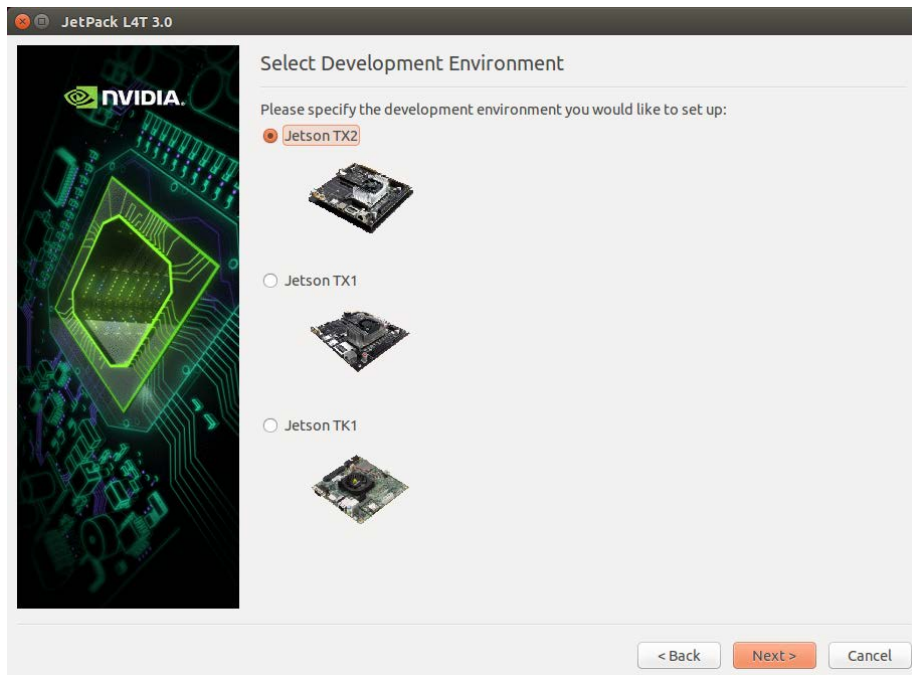 JetPack L4T 3.0
NVIDIA.
Select Development Environment
Please specify the development environment you would like to set up:
Jetson TX2
Jetson TX1
Jetson TK1
< Back
Next >
Cancel